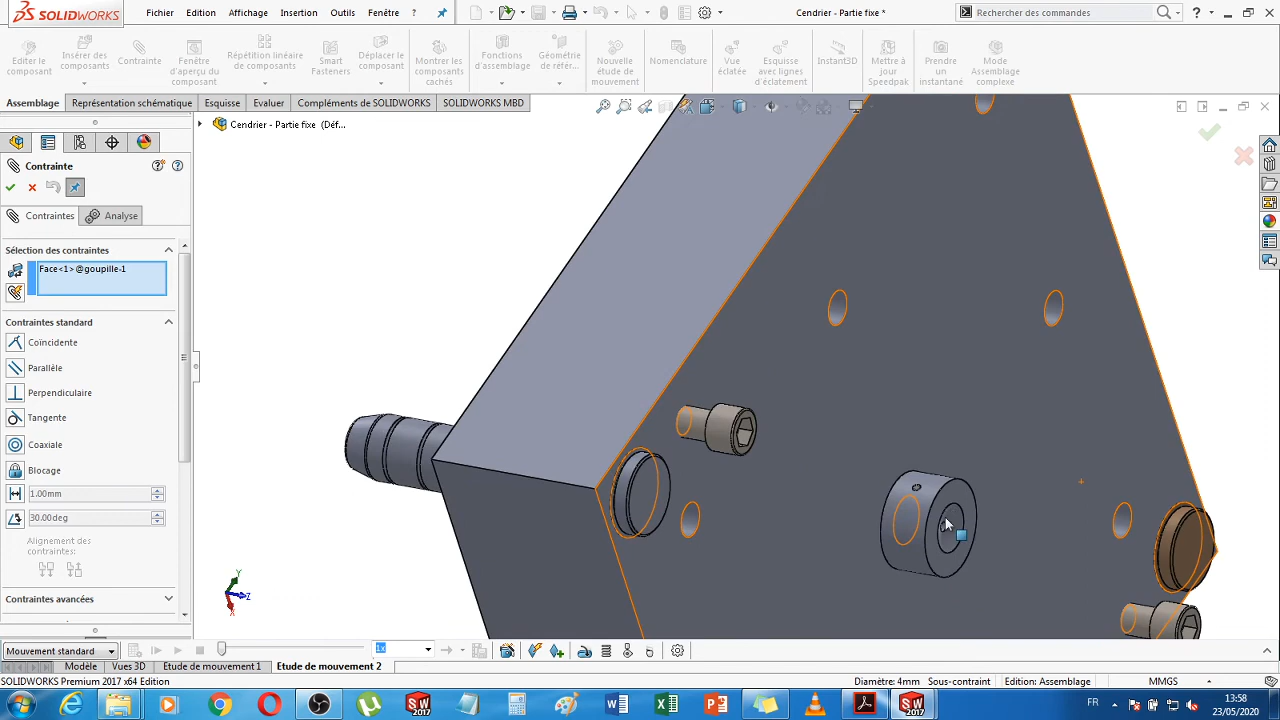 SOLIDWORKS
Fichier Edition Affichage Insertion Outils Fenêtre ?
Cendrier - Partie fixe *
Rechercher des commandes
Editer le composant
Insérer des composants
Contrainte
Fenêtre d'aperçu du composant
Répétition linéaire de composants
Smart Fasteners
Déplacer le composant
Montrer les composants cachés
Fonctions d'assemblage
Géométrie de référ...
Nouvelle étude de mouvement
Nomenclature
Vue éclatée
Esquisse avec lignes d'éclatement
Instant3D
Mettre à jour Speedpak
Prendre un instantané
Mode Assemblage complexe
Assemblage Représentation schématique Esquisse Evaluer Compléments de SOLIDWORKS SOLIDWORKS MBD
Cendrier - Partie fixe (Déf...
Contrainte
Contraintes Analyse
Sélection des contraintes
Face<1>@goupille-1
Contraintes standard
Coïncidente
Parallèle
Perpendiculaire
Tangente
Coaxiale
Blocage
1.00mm
30.00deg
Alignement des contraintes:
Contraintes avancées
Y
Z
X
Mouvement standard
1x
Modèle Vues 3D Etude de mouvement 1 Etude de mouvement 2
SOLIDWORKS Premium 2017 x64 Edition
Diamètre: 4mm Sous-contraint Edition: Assemblage MMGS
FR
13:58
23/05/2020